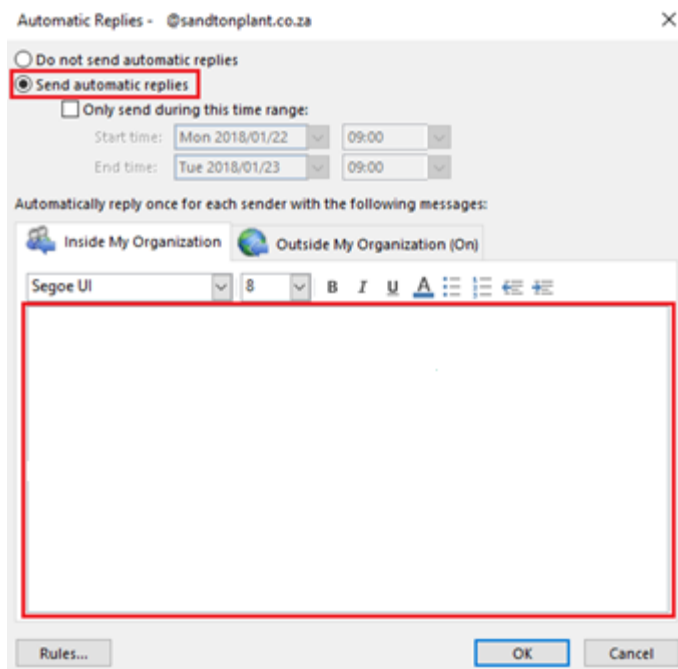 Automatic Replies - @sandtonplant.co.za
Do not send automatic replies
Send automatic replies
Only send during this time range:
Start time: Mon 2018/01/22 09:00
End time: Tue 2018/01/23 09:00
Automatically reply once for each sender with the following messages:
Inside My Organization Outside My Organization (On)
Segoe UI 8 B I U A
Rules... OK Cancel